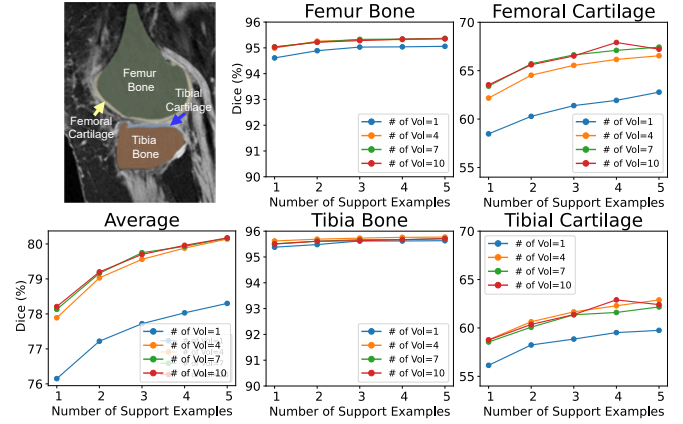 Femur
Bone
Tibial
Cartilage
Femoral
Cartilage
Tibia
Bone
Femur Bone
Dice (%)
96
95
94
93
92
91
90
# of Vol=1
# of Vol=4
# of Vol=7
# of Vol=10
1 2 3 4 5
Number of Support Examples
Femoral Cartilage
70
65
60
55
# of Vol=1
# of Vol=4
# of Vol=7
# of Vol=10
1 2 3 4 5
Number of Support Examples
Average
Dice (%)
80
79
78
77
76
# of Vol=1
# of Vol=4
# of Vol=7
# of Vol=10
1 2 3 4 5
Number of Support Examples
Tibia Bone
96
95
94
93
92
91
90
# of Vol=1
# of Vol=4
# of Vol=7
# of Vol=10
1 2 3 4 5
Number of Support Examples
Tibial Cartilage
70
65
60
55
# of Vol=1
# of Vol=4
# of Vol=7
# of Vol=10
1 2 3 4 5
Number of Support Examples